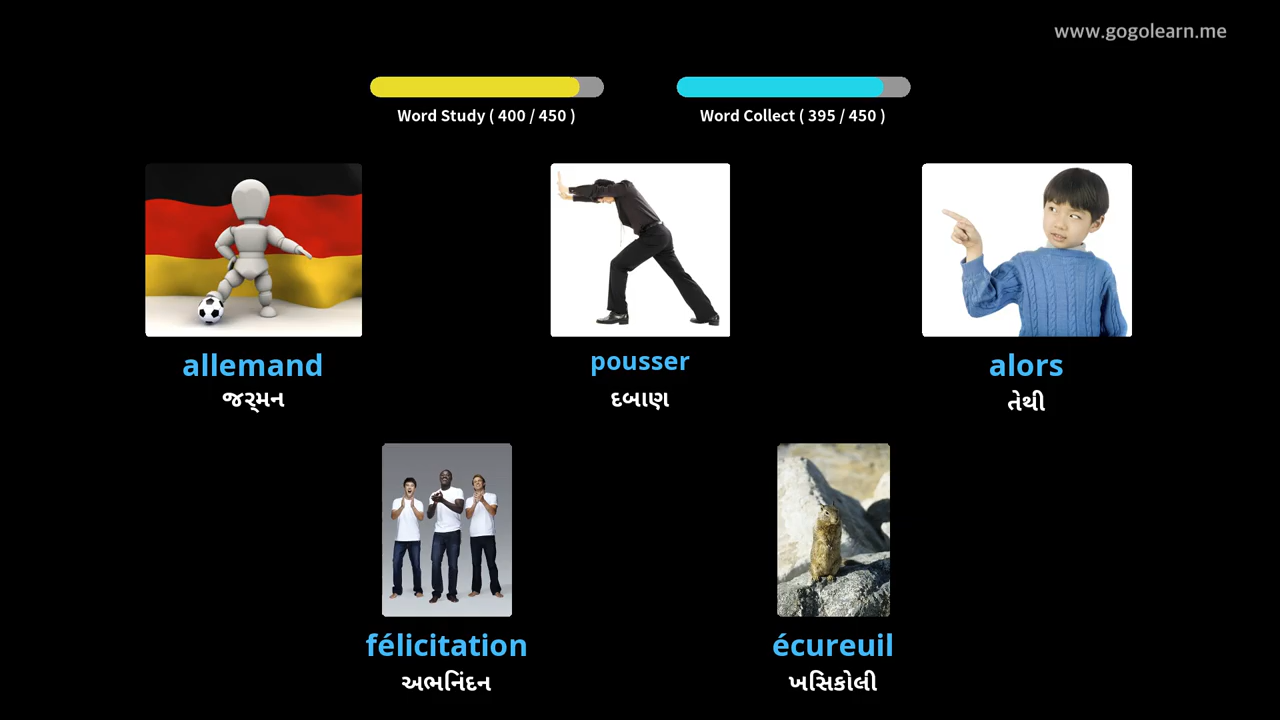 www.gogolearn.me
Word Study ( 400 / 450 )
Word Collect ( 395 / 450 )
allemand
જર્મન
pousser
દબાણ
alors
તેથી
félicitation
અભિનંદન
écureuil
ખિસકોલી